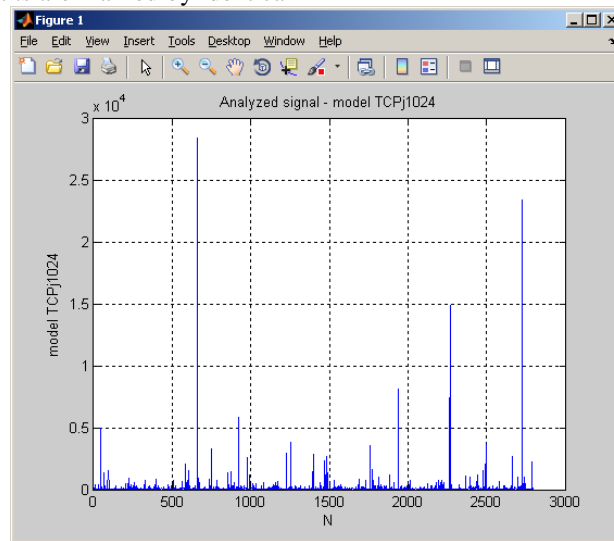 Figure 1
File Edit View Insert Tools Desktop Window Help
x 10^4
Analyzed signal - model TCPj1024
3
2.5
2
1.5
1
0.5
0
model TCPj1024
0 500 1000 1500 2000 2500 3000
N